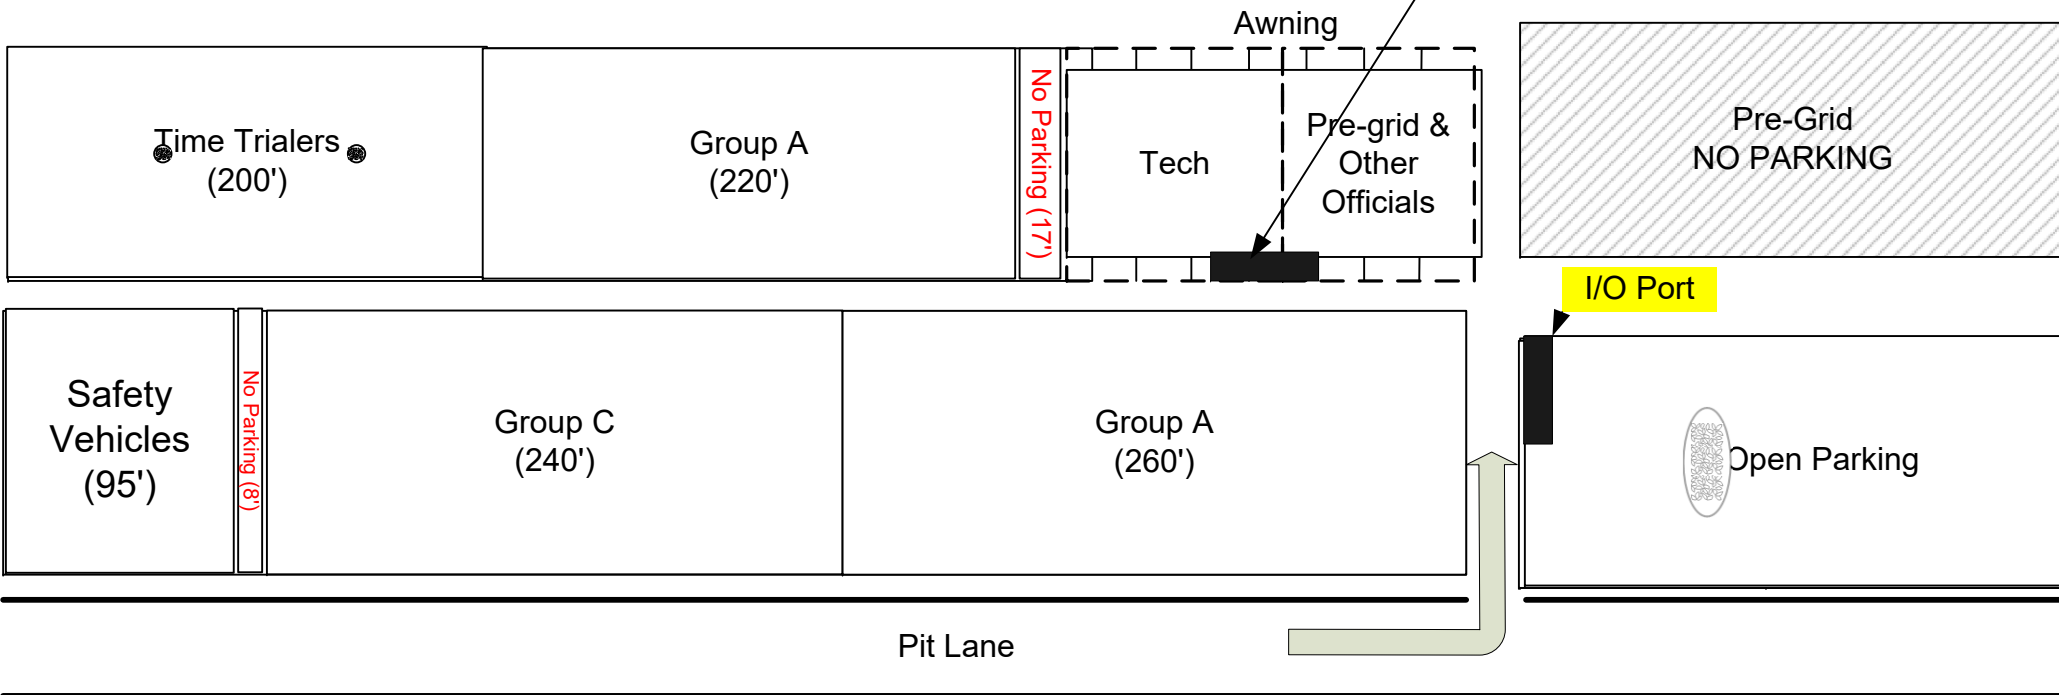 Awning
Time Trialers
(200')
Group A
(220')
No Parking (17')
Tech
Pre-grid &
Other
Officials
Pre-Grid
NO PARKING
I/O Port
Safety
Vehicles
(95')
No Parking (8')
Group C
(240')
Group A
(260')
Open Parking
Pit Lane